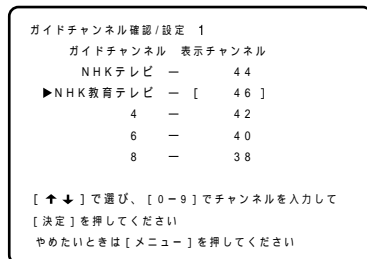 ガイドチャンネル確認/設定 1
ガイドチャンネル 表示チャンネル
NHKテレビ － 44
▶NHK教育テレビ － [ 46 ]
4 － 42
6 － 40
8 － 38
[ ↑ ↓ ] で選び、[ 0－9 ] でチャンネルを入力して
[ 決定 ] を押してください
やめたいときは [ メニュー ] を押してください